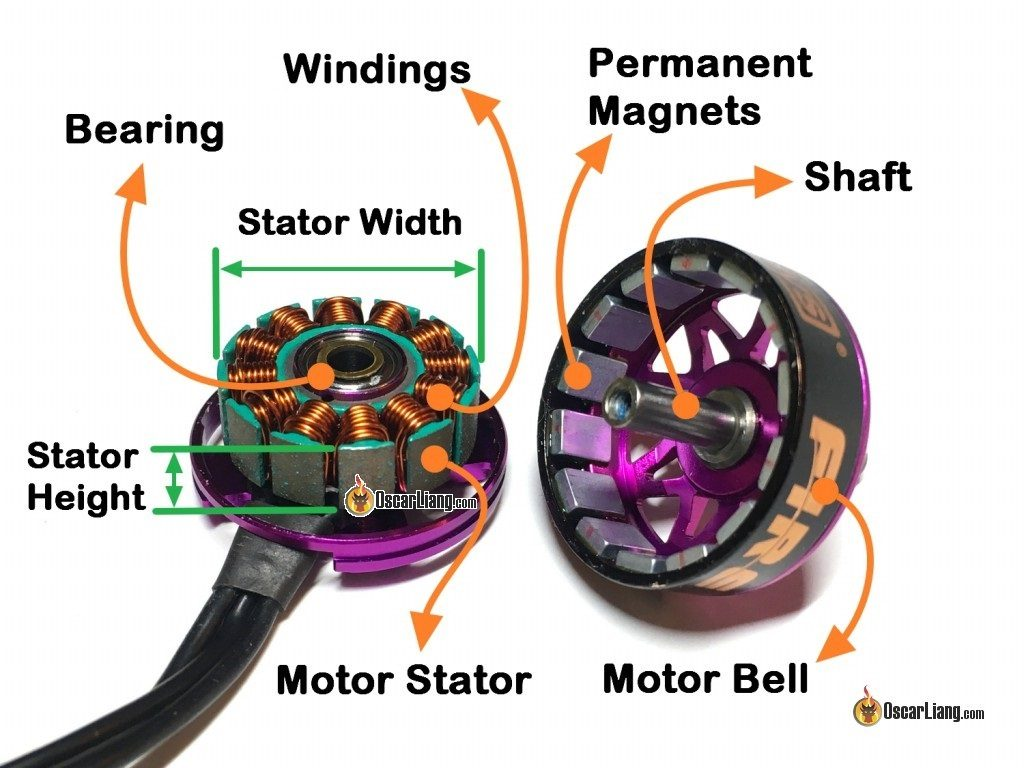 Windings
Permanent
Magnets
Bearing
Shaft
Stator Width
Stator
Height
OscarLiang.com
Motor Stator
Motor Bell
OscarLiang.com